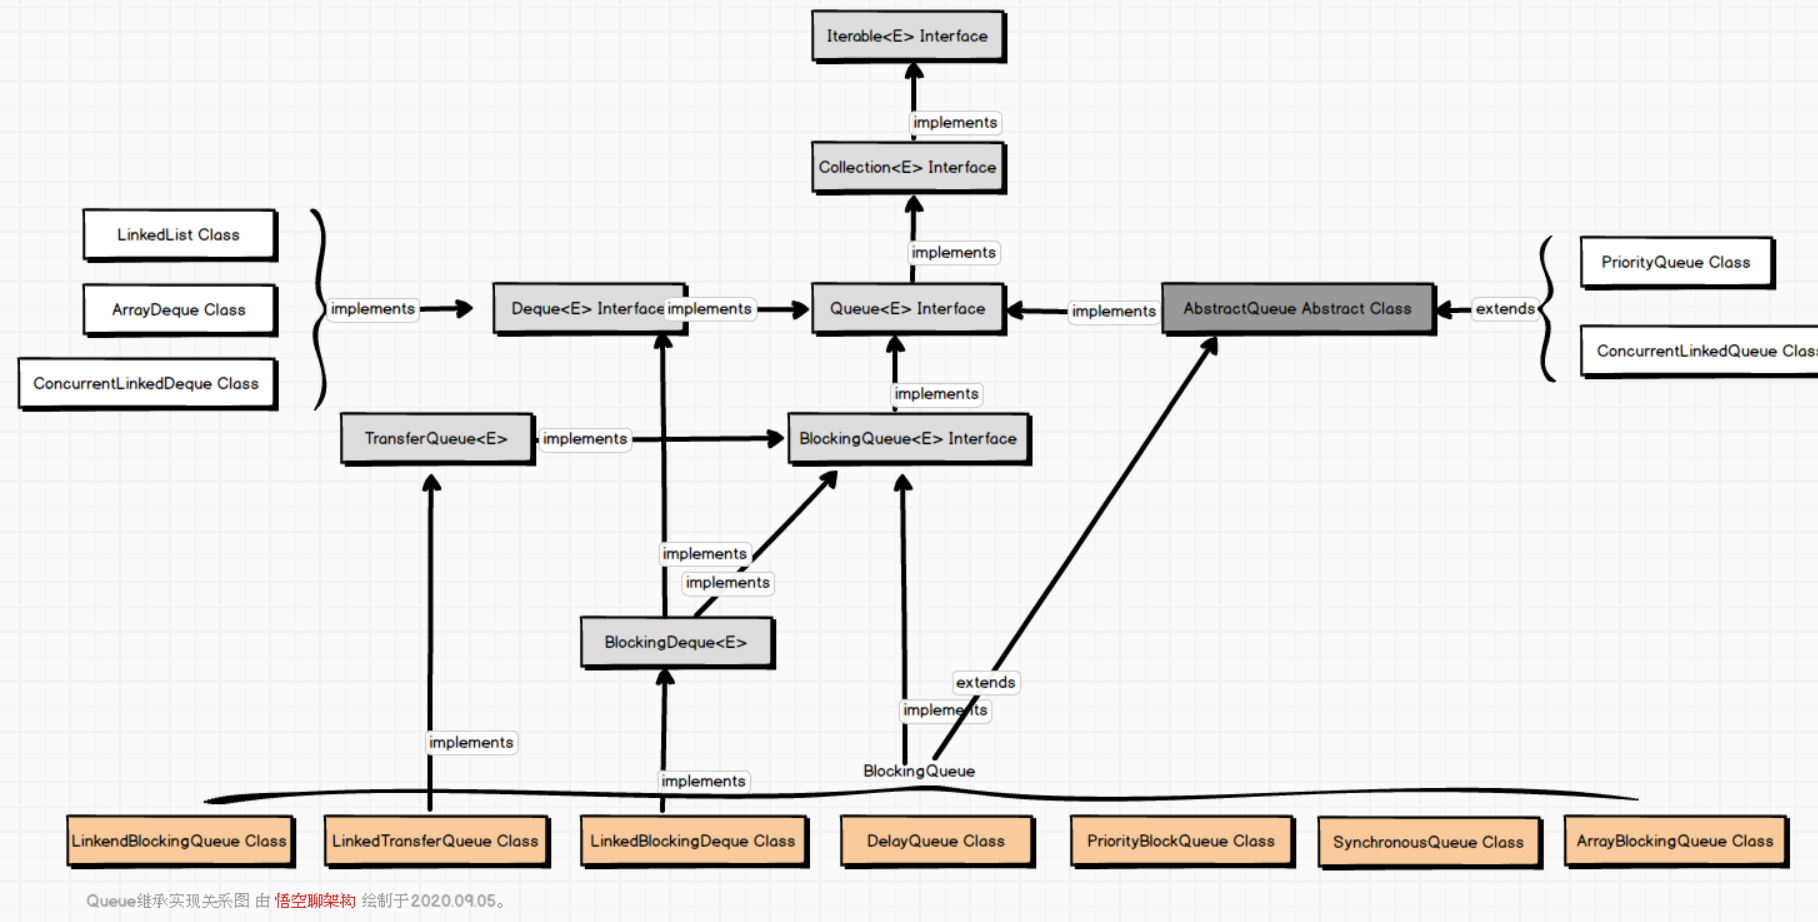 Iterable<E> Interface
implements
Collection<E> Interface
implements
LinkedList Class
ArrayDeque Class
ConcurrentLinkedDeque Class
implements
Deque<E> Interface
implements
Queue<E> Interface
implements
AbstractQueue Abstract Class
extends
PriorityQueue Class
ConcurrentLinkedQueue Class
implements
TransferQueue<E>
implements
BlockingQueue<E> Interface
implements
implements
BlockingDeque<E>
extends
implements
implements
implements
BlockingQueue
LinkendBlockingQueue Class
LinkedTransferQueue Class
LinkedBlockingDeque Class
DelayQueue Class
PriorityBlockQueue Class
SynchronousQueue Class
ArrayBlockingQueue Class
Queue继承实现关系图 由 悟空聊架构 绘制于2020.09.05。